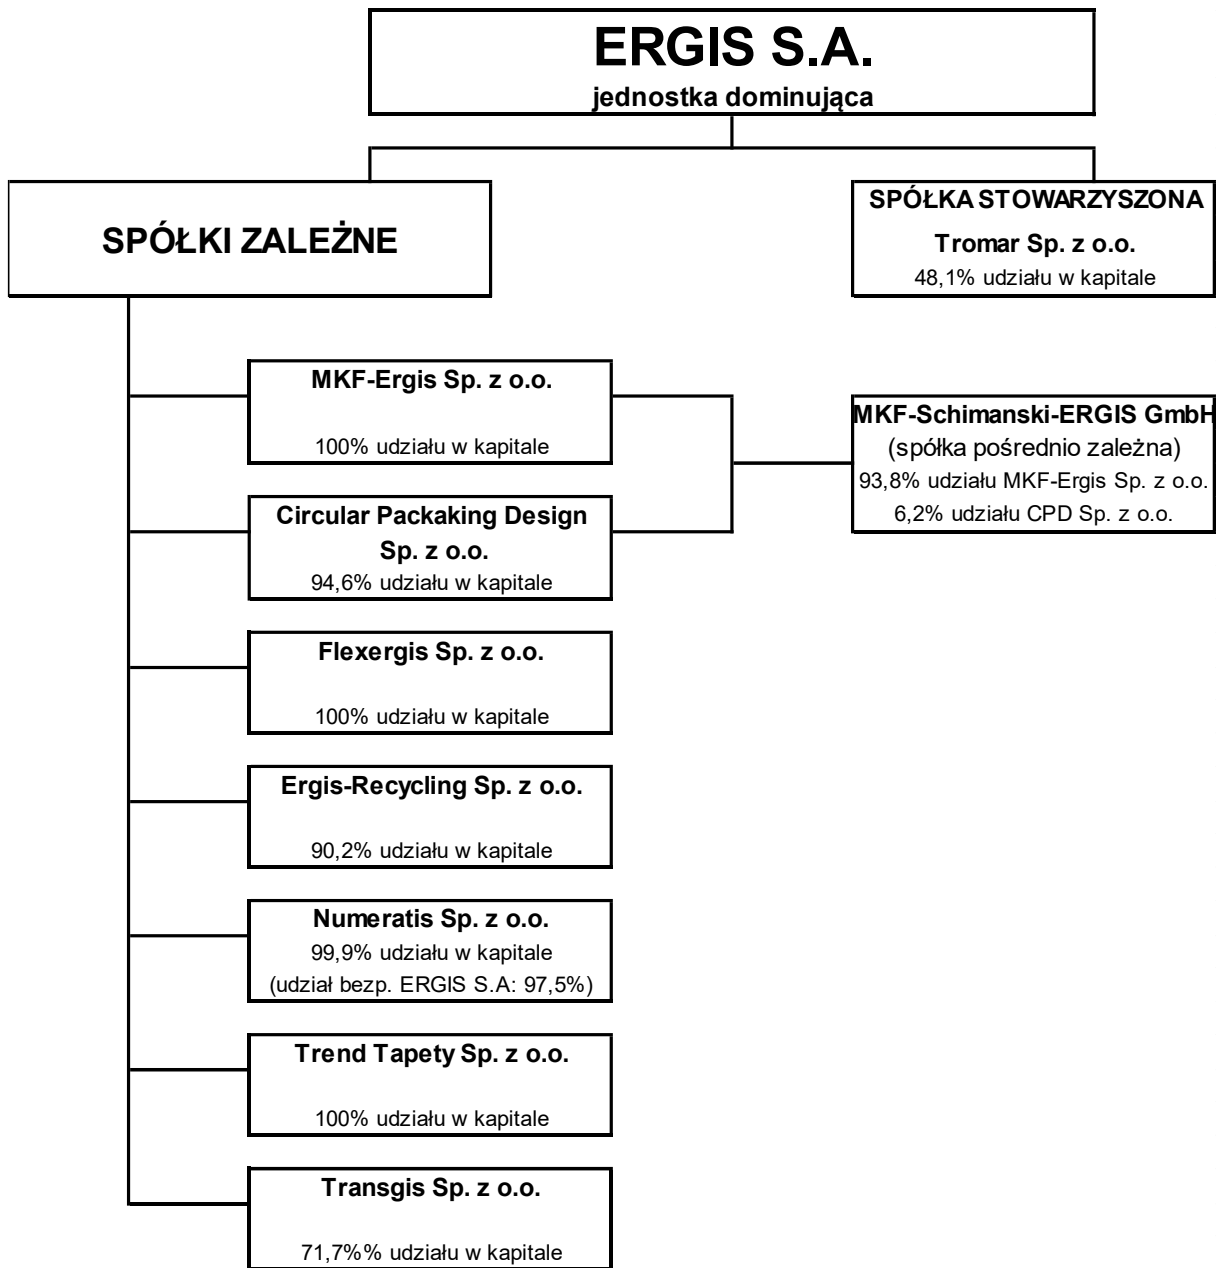 ERGIS S.A.
jednostka dominująca
SPÓŁKI ZALEŻNE
SPÓŁKA STOWARZYSZONA
Tromar Sp. z o.o.
48,1% udziału w kapitale
MKF-Ergis Sp. z o.o.
100% udziału w kapitale
MKF-Schimanski-ERGIS GmbH
(spółka pośrednio zależna)
93,8% udziału MKF-Ergis Sp. z o.o.
6,2% udziału CPD Sp. z o.o.
Circular Packaking Design
Sp. z o.o.
94,6% udziału w kapitale
Flexergis Sp. z o.o.
100% udziału w kapitale
Ergis-Recycling Sp. z o.o.
90,2% udziału w kapitale
Numeratis Sp. z o.o.
99,9% udziału w kapitale
(udział bezp. ERGIS S.A: 97,5%)
Trend Tapety Sp. z o.o.
100% udziału w kapitale
Transgis Sp. z o.o.
71,7%% udziału w kapitale